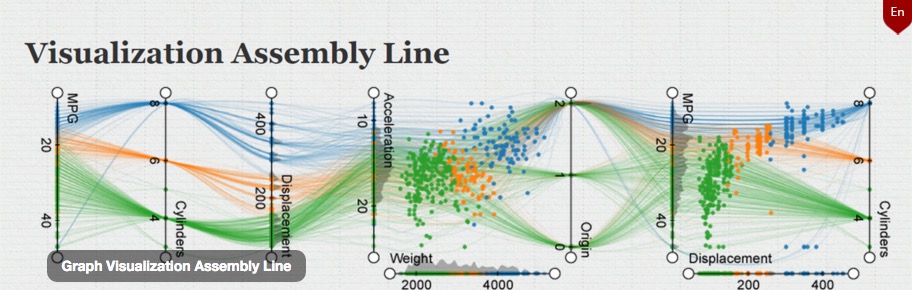 En
Visualization Assembly Line
MPG
20
40
8
6
4
Cylinders
400
200
Displacement
Acceleration
10
20
Weight
2000
4000
2
1
0
Origin
MPG
20
40
Displacement
200
400
8
6
4
Cylinders
Graph Visualization Assembly Line